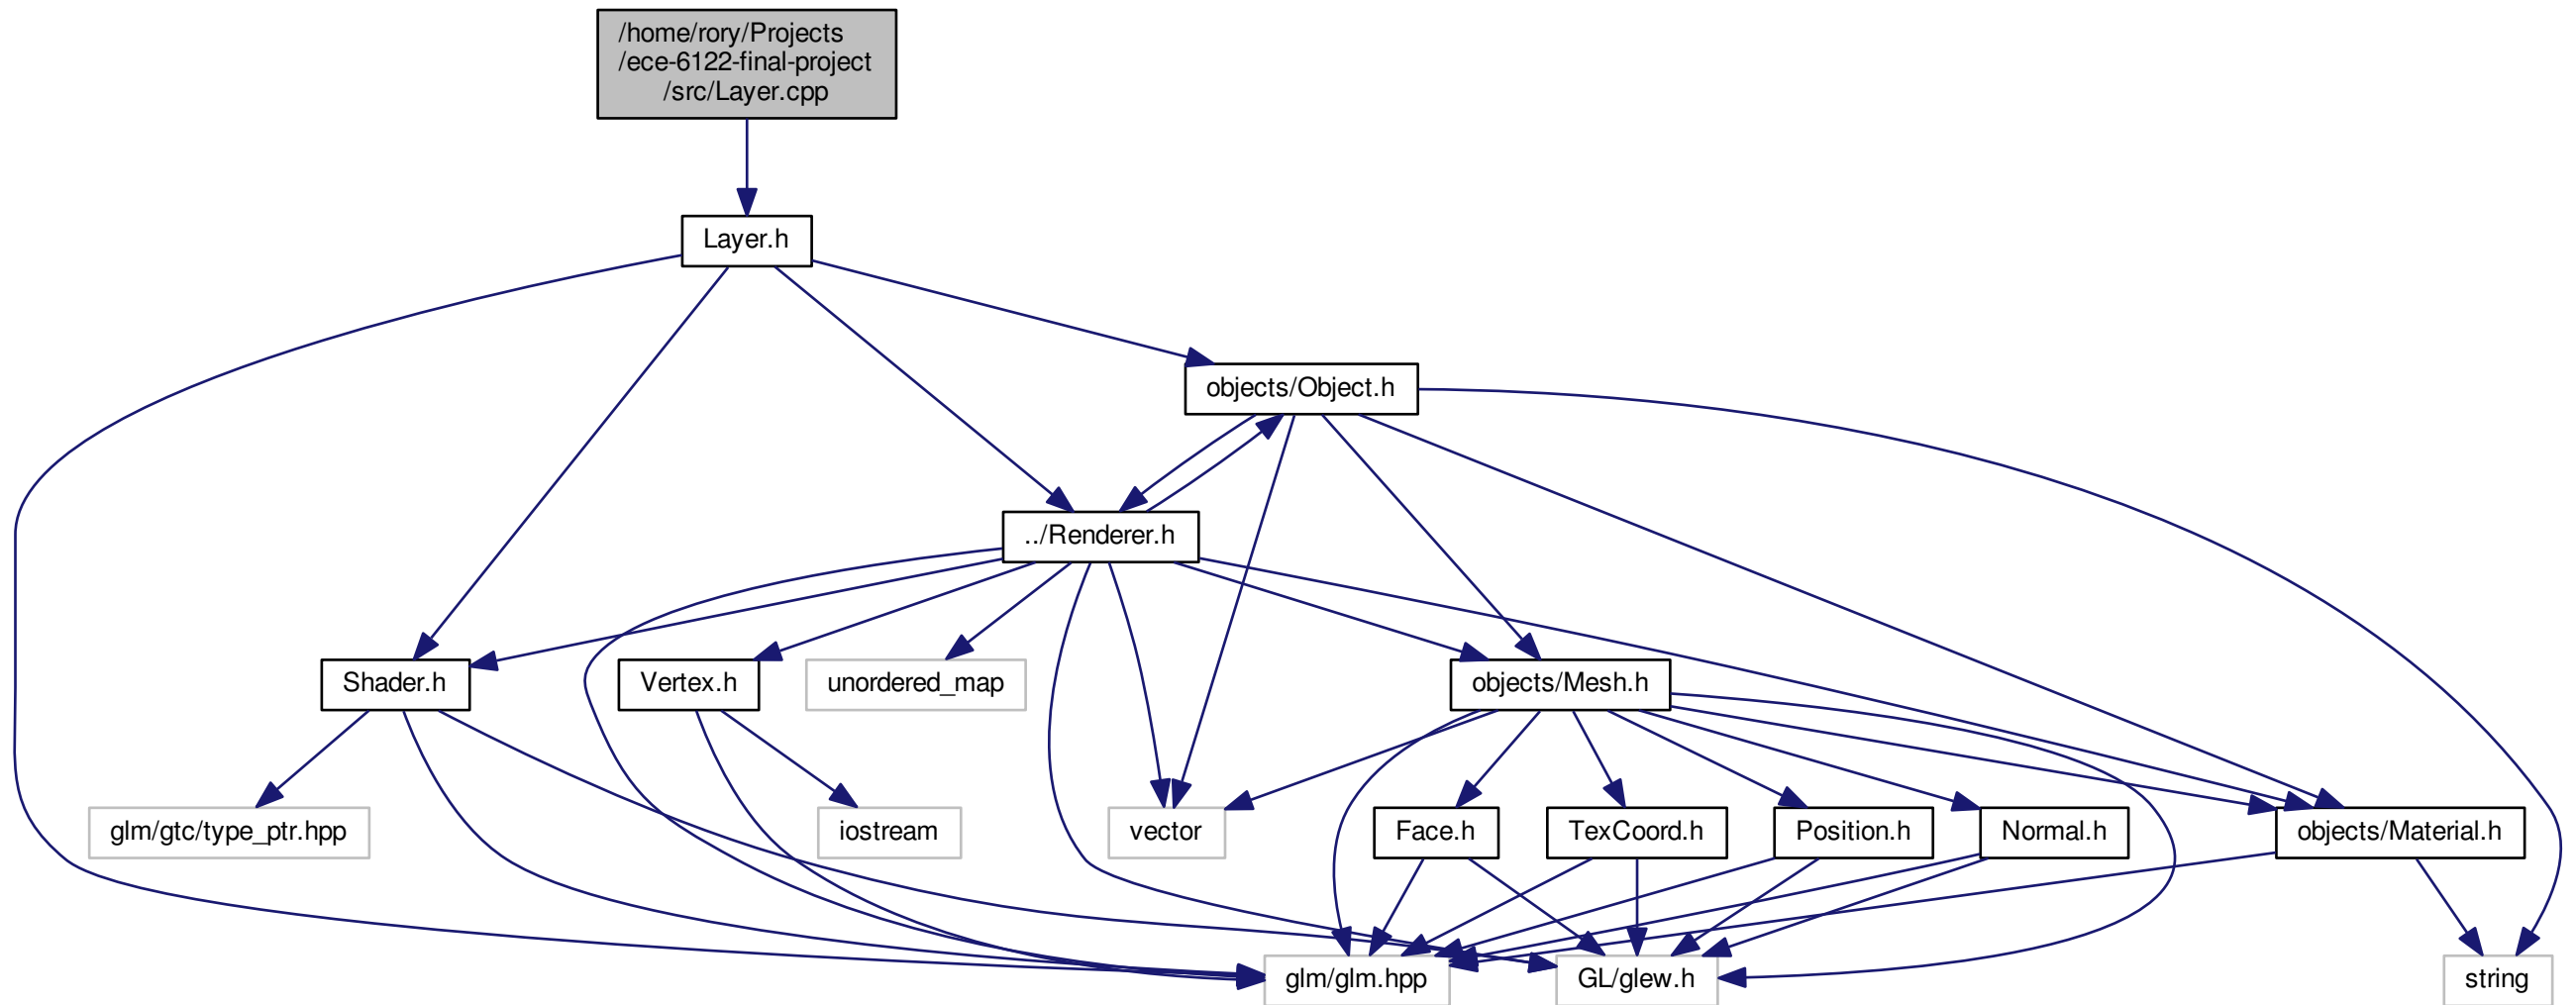 /home/rory/Projects
/ece-6122-final-project
/src/Layer.cpp
Layer.h
objects/Object.h
../Renderer.h
Shader.h
Vertex.h
unordered_map
objects/Mesh.h
glm/gtc/type_ptr.hpp
iostream
vector
Face.h
TexCoord.h
Position.h
Normal.h
objects/Material.h
glm/glm.hpp
GL/glew.h
string